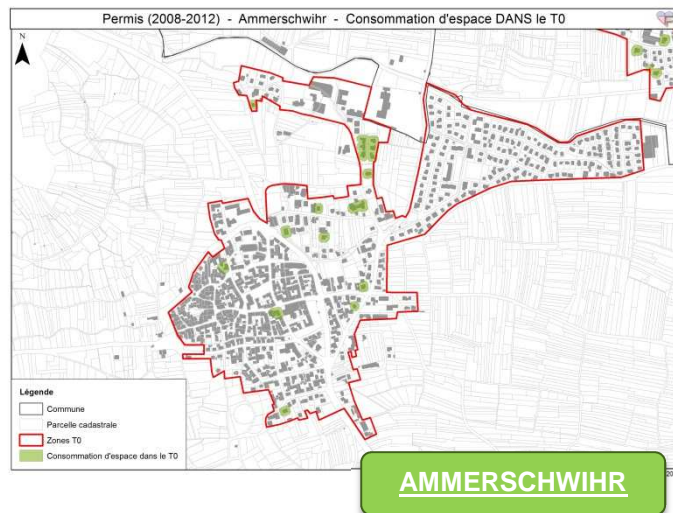 Permis (2008-2012) - Ammerschwihr - Consommation d'espace DANS le T0
N
Légende
Commune
Parcelle cadastrale
Zones T0
Consommation d'espace dans le T0
AMMERSCHWIHR